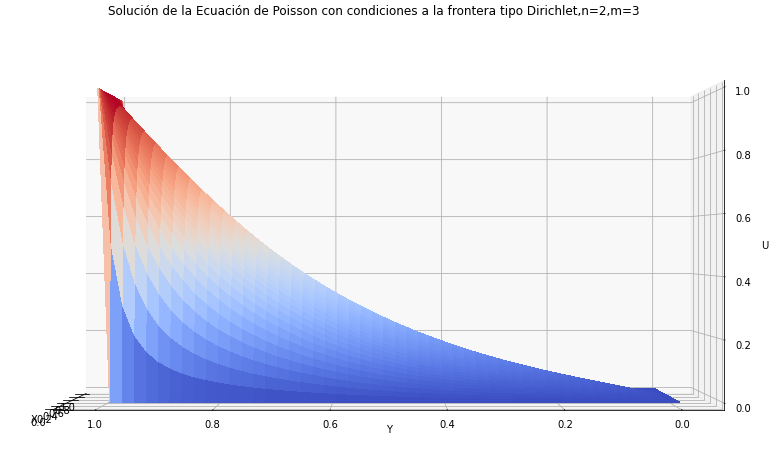 Solución de la Ecuación de Poisson con condiciones a la frontera tipo Dirichlet,n=2,m=3
1.0
0.8
0.6
U
0.4
0.2
0.0
X
1.0 0.8 0.6 0.4 0.2 0.0
Y